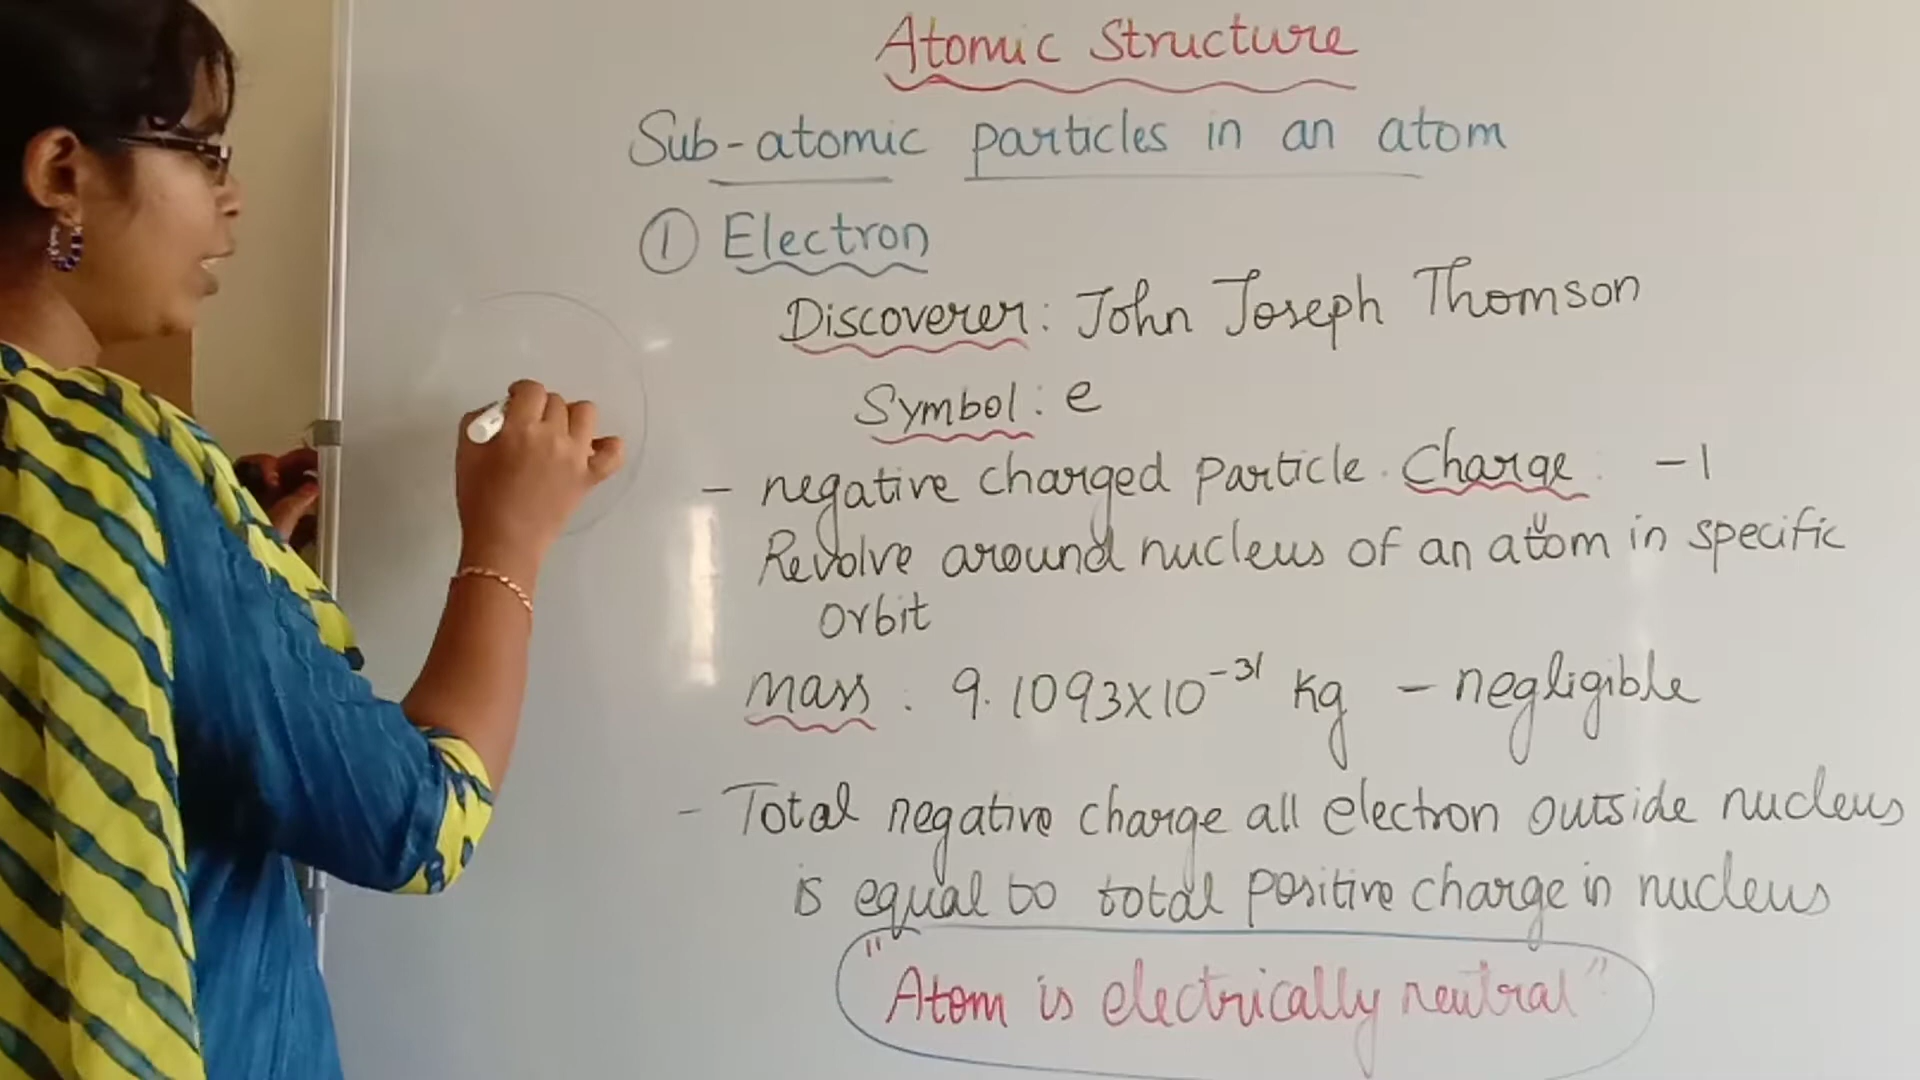 Atomic Structure
Sub-atomic particles in an atom
① Electron
Discoverer: John Joseph Thomson
Symbol: e
- negative charged particle. Charge: -1
Revolve around nucleus of an atom in specific
orbit
mass: 9.1093x10⁻³¹ kg - negligible
- Total negative charge all electron outside nucleus
is equal to total positive charge in nucleus
"Atom is electrically neutral"